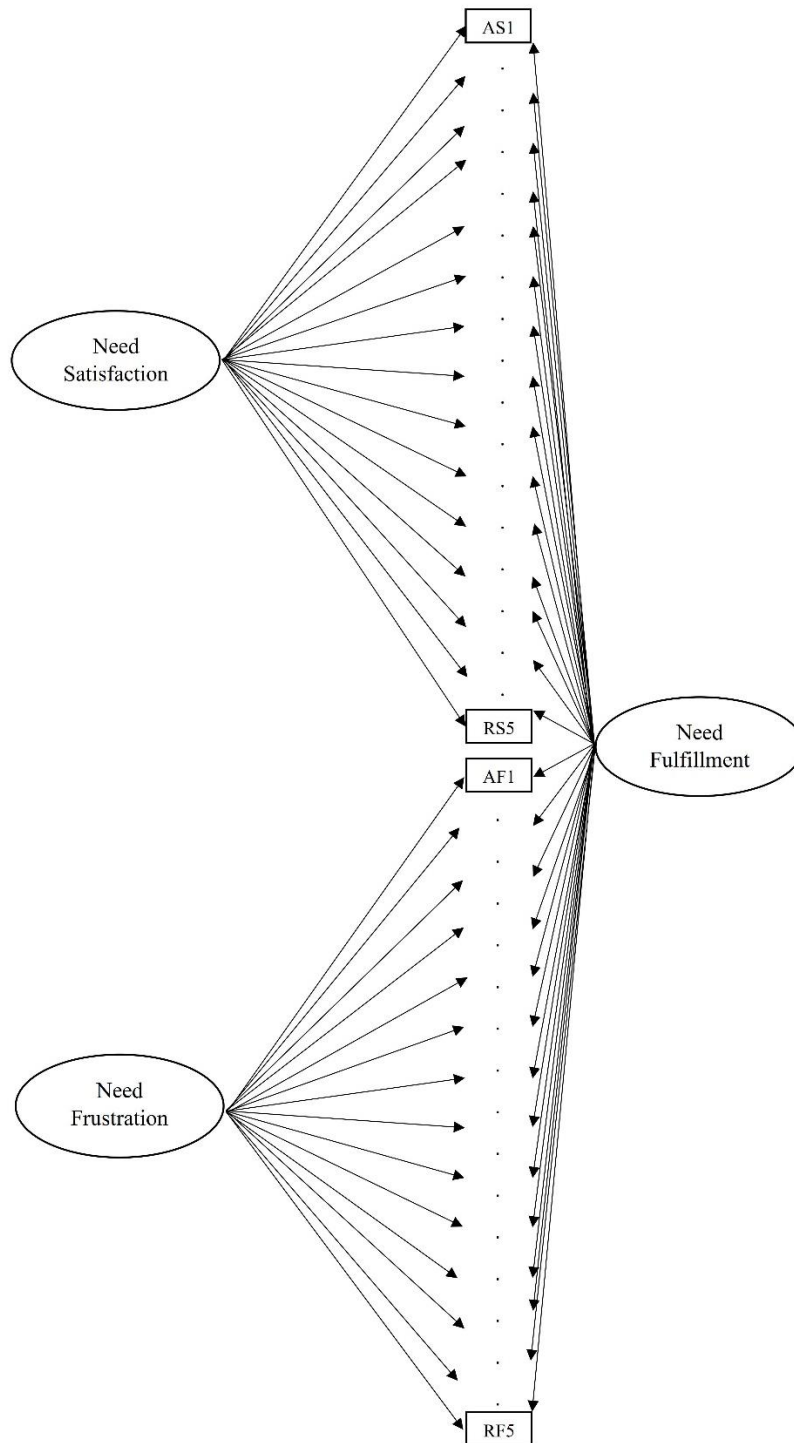 AS1
Need
Satisfaction
RS5
Need
Fulfillment
AF1
Need
Frustration
RF5